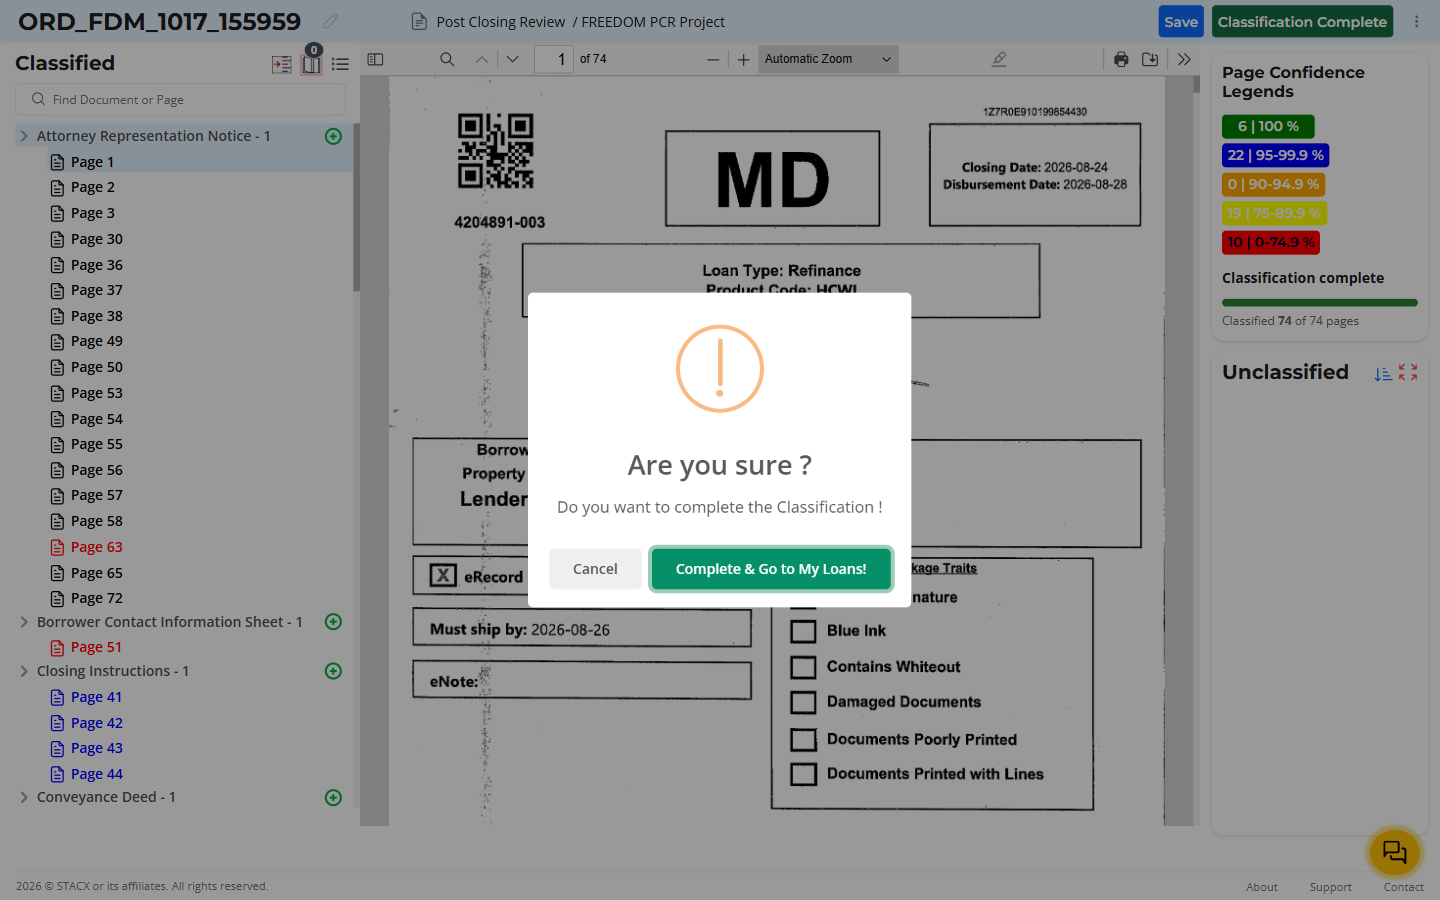 ORD_FDM_1017_155959
Post Closing Review / FREEDOM PCR Project
Save
Classification Complete
Classified
0
Find Document or Page
Attorney Representation Notice - 1
Page 1
Page 2
Page 3
Page 30
Page 36
Page 37
Page 38
Page 49
Page 50
Page 53
Page 54
Page 55
Page 56
Page 57
Page 58
Page 63
Page 65
Page 72
Borrower Contact Information Sheet - 1
Page 51
Closing Instructions - 1
Page 41
Page 42
Page 43
Page 44
Conveyance Deed - 1
1 of 74
Automatic Zoom
1Z7R0E910199854430
MD
Closing Date: 2026-08-24
Disbursement Date: 2026-08-28
4204891-003
Loan Type: Refinance
Product Code: HCWL
Borrow
Property
Lender
X eRecord
Must ship by: 2026-08-26
eNote:
kage Traits
nature
Blue Ink
Contains Whiteout
Damaged Documents
Documents Poorly Printed
Documents Printed with Lines
Are you sure ?
Do you want to complete the Classification !
Cancel
Complete & Go to My Loans!
Page Confidence
Legends
6 | 100 %
22 | 95-99.9 %
0 | 90-94.9 %
19 | 75-89.9 %
10 | 0-74.9 %
Classification complete
Classified 74 of 74 pages
Unclassified
2026 © STACX or its affiliates. All rights reserved.
About
Support
Contact